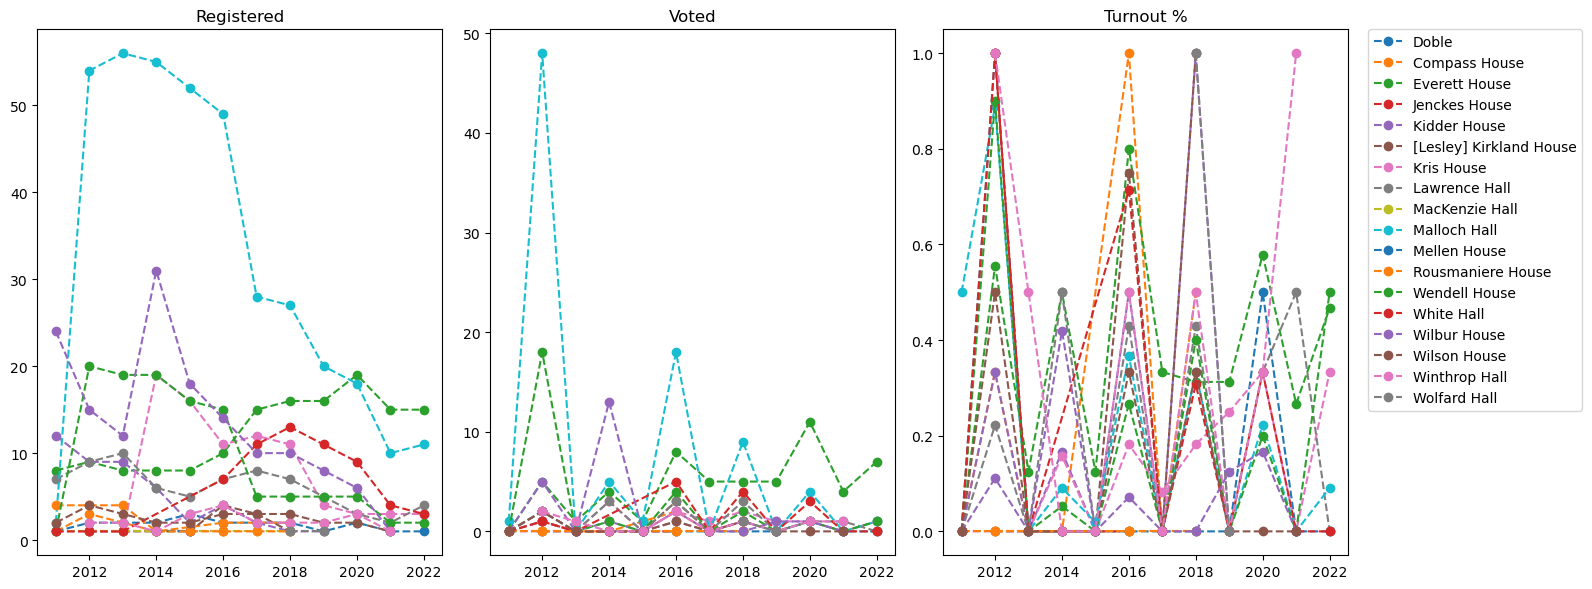 Registered
Voted
Turnout %
50
40
30
20
10
0
2012 2014 2016 2018 2020 2022
50
40
30
20
10
0
2012 2014 2016 2018 2020 2022
1.0
0.8
0.6
0.4
0.2
0.0
2012 2014 2016 2018 2020 2022
Doble
Compass House
Everett House
Jenckes House
Kidder House
[Lesley] Kirkland House
Kris House
Lawrence Hall
MacKenzie Hall
Malloch Hall
Mellen House
Rousmaniere House
Wendell House
White Hall
Wilbur House
Wilson House
Winthrop Hall
Wolfard Hall